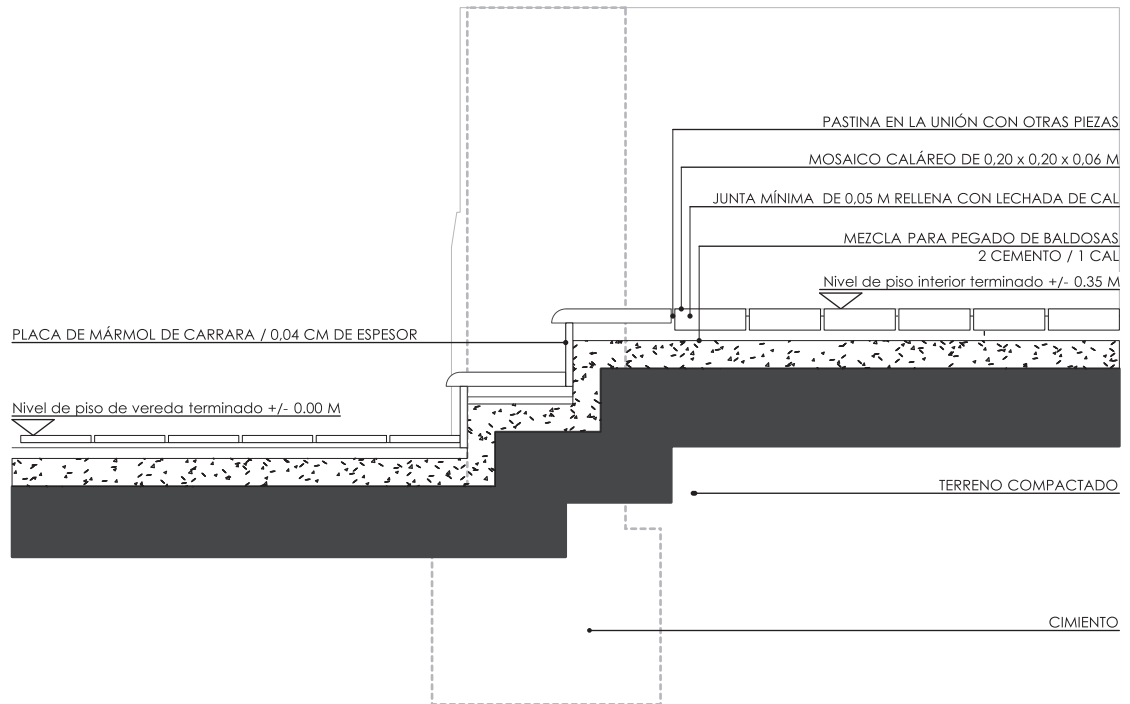 PASTINA EN LA UNIÓN CON OTRAS PIEZAS
MOSAICO CALÁREO DE 0,20 x 0,20 x 0,06 M
JUNTA MÍNIMA DE 0,05 M RELLENA CON LECHADA DE CAL
MEZCLA PARA PEGADO DE BALDOSAS
2 CEMENTO / 1 CAL
Nivel de piso interior terminado +/- 0.35 M
PLACA DE MÁRMOL DE CARRARA / 0,04 CM DE ESPESOR
Nivel de piso de vereda terminado +/- 0.00 M
TERRENO COMPACTADO
CIMIENTO